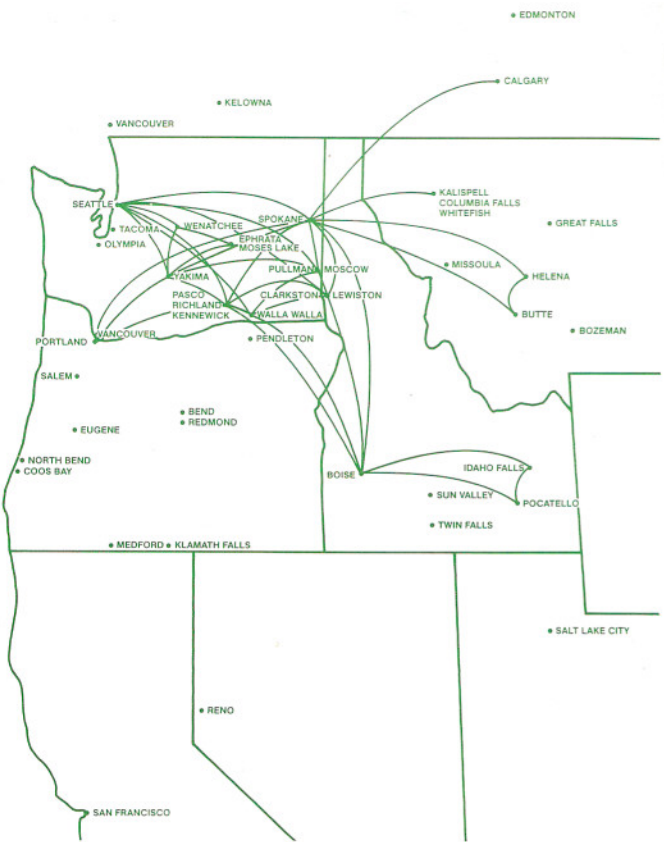 EDMONTON
CALGARY
KELOWNA
VANCOUVER
KALISPELL
COLUMBIA FALLS
WHITEFISH
SEATTLE
SPOKANE
GREAT FALLS
TACOMA
WENATCHEE
OLYMPIA
EPHRATA
MOSES LAKE
MISSOULA
YAKIMA
PULLMAN
MOSCOW
HELENA
PASCO
RICHLAND
KENNEWICK
CLARKSTON
LEWISTON
WALLA WALLA
BUTTE
BOZEMAN
VANCOUVER
PORTLAND
PENDLETON
SALEM
BEND
REDMOND
EUGENE
NORTH BEND
COOS BAY
BOISE
IDAHO FALLS
SUN VALLEY
POCATELLO
TWIN FALLS
MEDFORD
KLAMATH FALLS
SALT LAKE CITY
RENO
SAN FRANCISCO